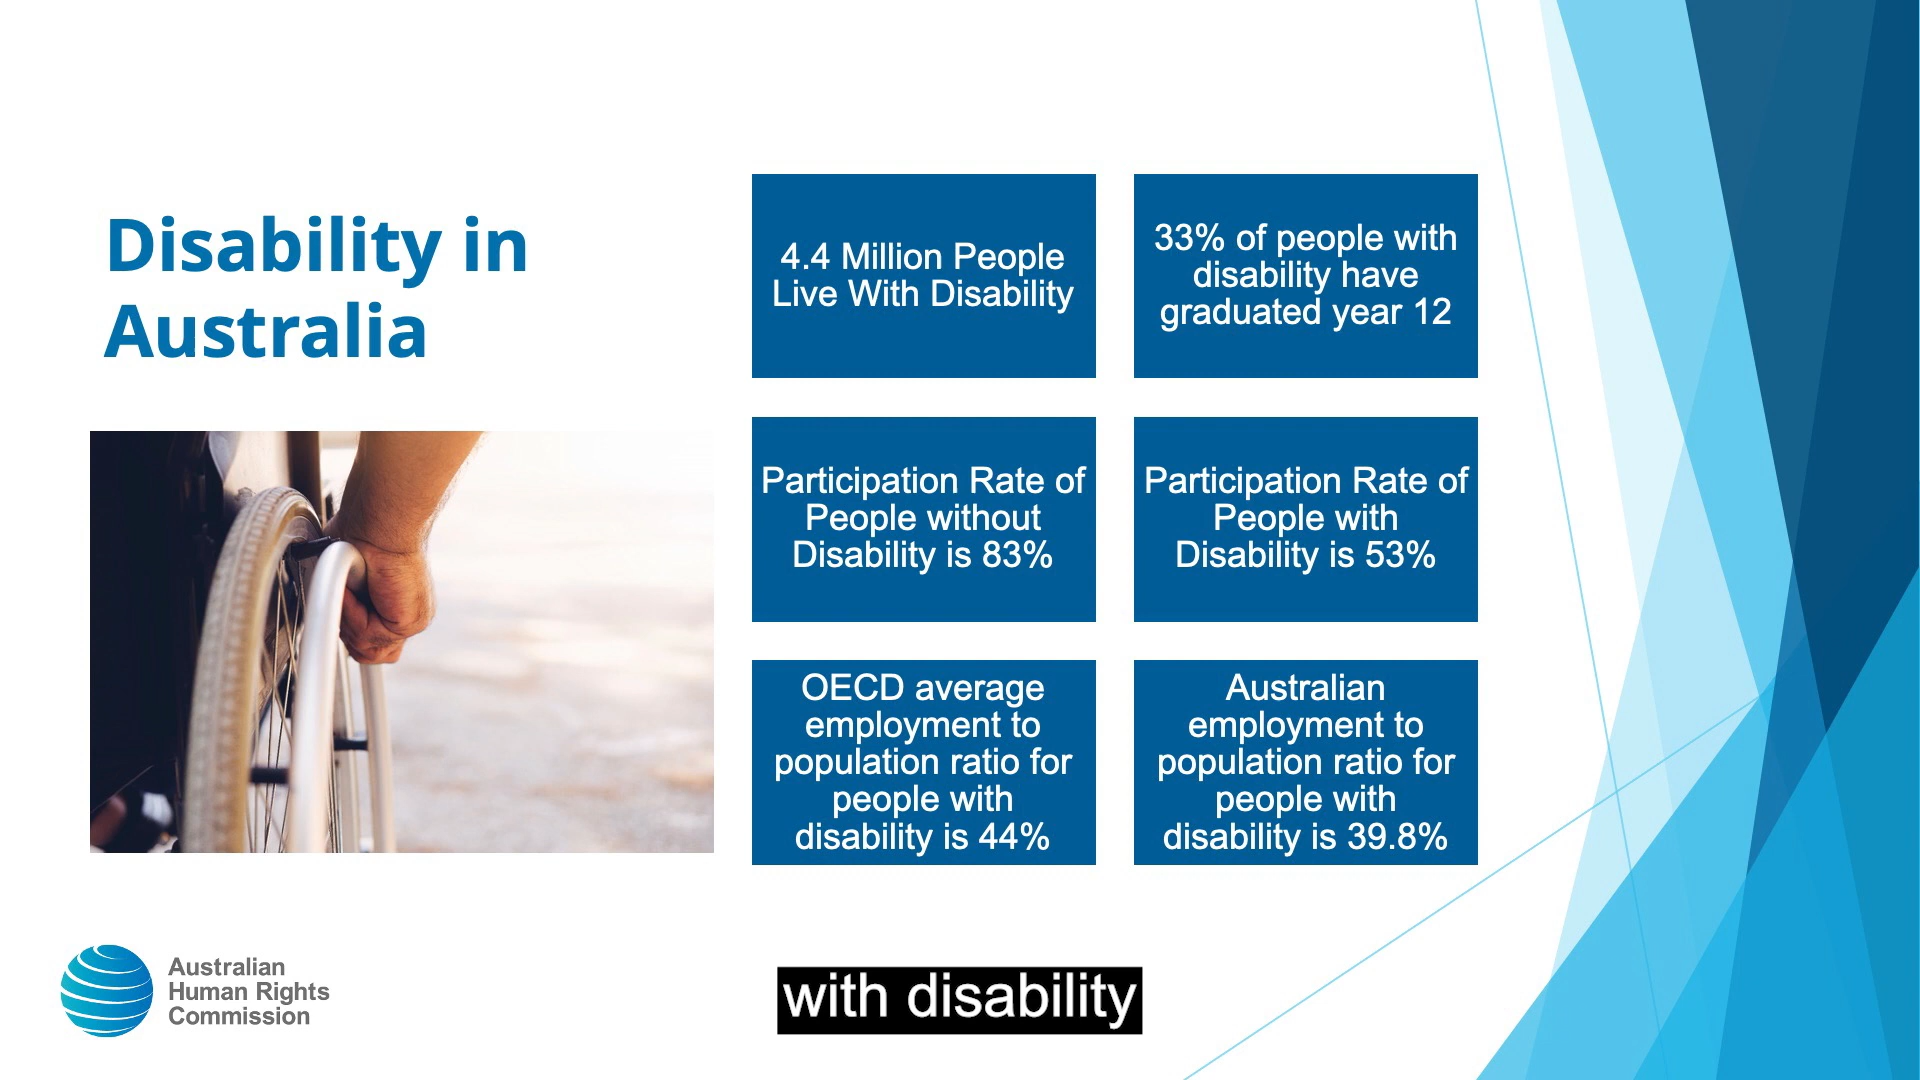 Disability in
Australia
4.4 Million People
Live With Disability
33% of people with
disability have
graduated year 12
Participation Rate of
People without
Disability is 83%
Participation Rate of
People with
Disability is 53%
OECD average
employment to
population ratio for
people with
disability is 44%
Australian
employment to
population ratio for
people with
disability is 39.8%
Australian
Human Rights
Commission
with disability